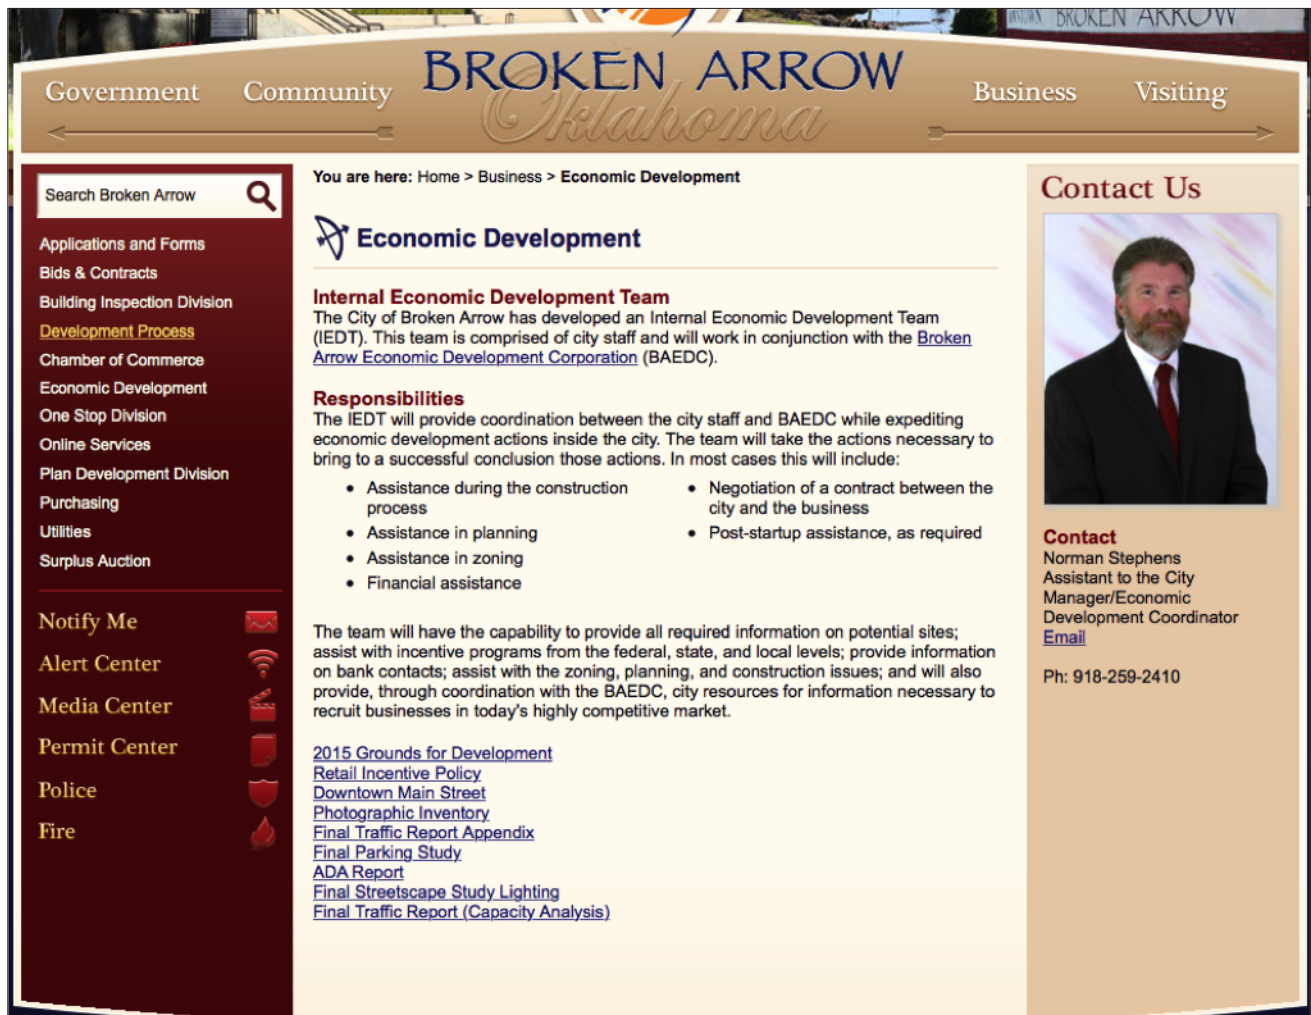 BROKEN ARROW
Government
Community
BROKEN ARROW
Oklahoma
Business
Visiting
Search Broken Arrow
Applications and Forms
Bids & Contracts
Building Inspection Division
Development Process
Chamber of Commerce
Economic Development
One Stop Division
Online Services
Plan Development Division
Purchasing
Utilities
Surplus Auction
Notify Me
Alert Center
Media Center
Permit Center
Police
Fire
You are here: Home > Business > Economic Development
Economic Development
Internal Economic Development Team
The City of Broken Arrow has developed an Internal Economic Development Team
(IEDT). This team is comprised of city staff and will work in conjunction with the Broken
Arrow Economic Development Corporation (BAEDC).
Responsibilities
The IEDT will provide coordination between the city staff and BAEDC while expediting
economic development actions inside the city. The team will take the actions necessary to
bring to a successful conclusion those actions. In most cases this will include:
• Assistance during the construction
process
• Assistance in planning
• Assistance in zoning
• Financial assistance
• Negotiation of a contract between the
city and the business
• Post-startup assistance, as required
The team will have the capability to provide all required information on potential sites;
assist with incentive programs from the federal, state, and local levels; provide information
on bank contacts; assist with the zoning, planning, and construction issues; and will also
provide, through coordination with the BAEDC, city resources for information necessary to
recruit businesses in today's highly competitive market.
2015 Grounds for Development
Retail Incentive Policy
Downtown Main Street
Photographic Inventory
Final Traffic Report Appendix
Final Parking Study
ADA Report
Final Streetscape Study Lighting
Final Traffic Report (Capacity Analysis)
Contact Us
Contact
Norman Stephens
Assistant to the City
Manager/Economic
Development Coordinator
Email
Ph: 918-259-2410